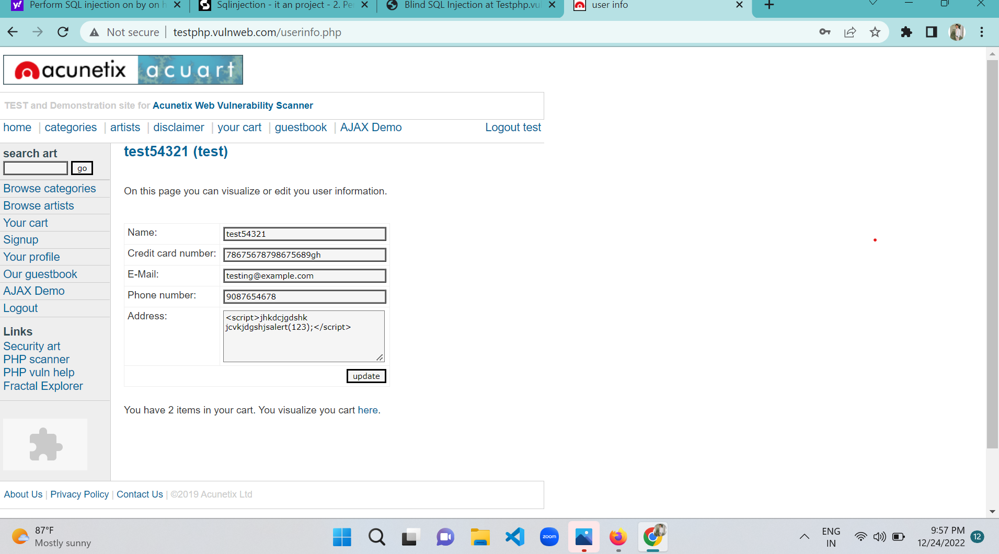 Perform SQL injection on by on h
Sqlinjection - it an project - 2. Pe
Blind SQL Injection at Testphp.vul
user info
Not secure
testphp.vulnweb.com/userinfo.php
acunetix
acuart
TEST and Demonstration site for Acunetix Web Vulnerability Scanner
home | categories | artists | disclaimer | your cart | guestbook | AJAX Demo
Logout test
search art
go
Browse categories
Browse artists
Your cart
Signup
Your profile
Our guestbook
AJAX Demo
Logout
Links
Security art
PHP scanner
PHP vuln help
Fractal Explorer
test54321 (test)
On this page you can visualize or edit you user information.
Name: test54321
Credit card number: 78675678798675689gh
E-Mail: testing@example.com
Phone number: 9087654678
Address: <script>jhkdcjgdshk
jcvkjdgshjsalert(123);</script>
update
You have 2 items in your cart. You visualize you cart here.
About Us | Privacy Policy | Contact Us | ©2019 Acunetix Ltd
87°F
Mostly sunny
zoom
ENG
IN
9:57 PM
12/24/2022
12